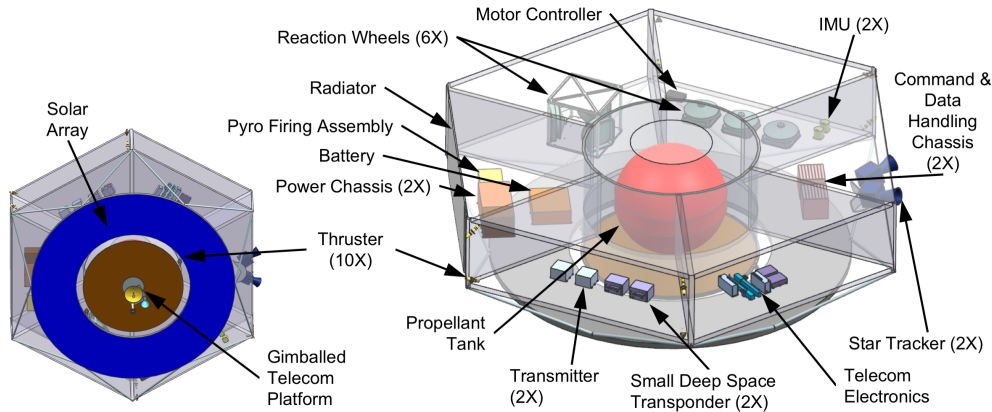 Motor Controller
Reaction Wheels (6X)
IMU (2X)
Radiator
Command &
Data
Handling
Chassis
(2X)
Solar
Array
Pyro Firing Assembly
Battery
Power Chassis (2X)
Thruster
(10X)
Propellant
Tank
Gimballed
Telecom
Platform
Transmitter
(2X)
Small Deep Space
Transponder (2X)
Telecom
Electronics
Star Tracker (2X)